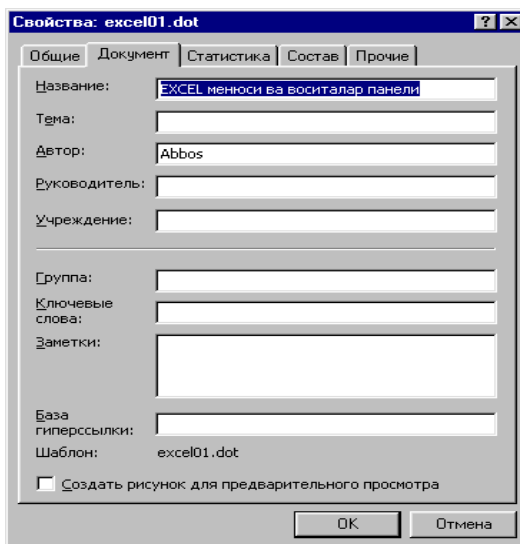 Свойства: excel01.dot
Общие Документ Статистика Состав Прочие
Название: EXCEL менюси ва воситалар панели
Тема:
Автор: Abbos
Руководитель:
Учреждение:
Группа:
Ключевые
слова:
Заметки:
База
гиперссылки:
Шаблон: excel01.dot
Создать рисунок для предварительного просмотра
OK Отмена